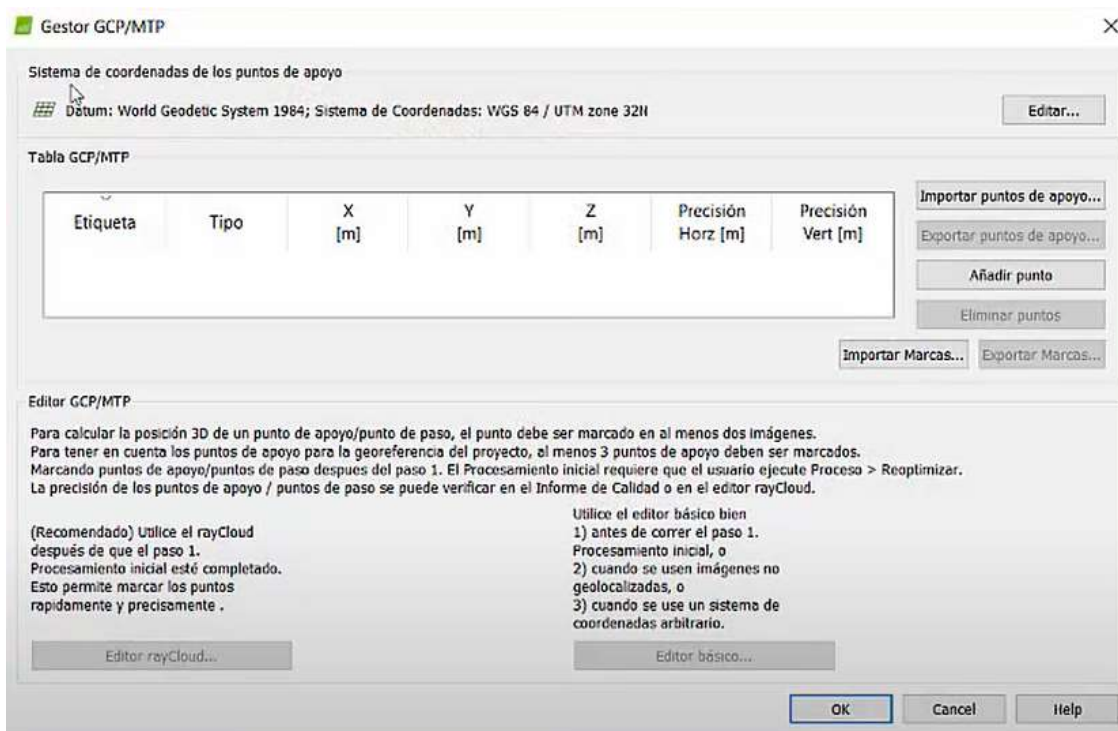 Gestor GCP/MTP
Sistema de coordenadas de los puntos de apoyo
Datum: World Geodetic System 1984; Sistema de Coordenadas: WGS 84 / UTM zone 32N
Editar...
Tabla GCP/MTP
Etiqueta Tipo X [m] Y [m] Z [m] Precisión Horz [m] Precisión Vert [m]
Importar puntos de apoyo...
Exportar puntos de apoyo...
Añadir punto
Eliminar puntos
Importar Marcas... Exportar Marcas...
Editor GCP/MTP
Para calcular la posición 3D de un punto de apoyo/punto de paso, el punto debe ser marcado en al menos dos imágenes.
Para tener en cuenta los puntos de apoyo para la georeferencia del proyecto, al menos 3 puntos de apoyo deben ser marcados.
Marcando puntos de apoyo/puntos de paso despues del paso 1. El Procesamiento inicial requiere que el usuario ejecute Proceso > Reoptimizar.
La precisión de los puntos de apoyo / puntos de paso se puede verificar en el Informe de Calidad o en el editor rayCloud.
(Recomendado) Utilice el rayCloud
después de que el paso 1.
Procesamiento inicial esté completado.
Esto permite marcar los puntos
rapidamente y precisamente .
Editor rayCloud...
Utilice el editor básico bien
1) antes de correr el paso 1.
Procesamiento inicial, o
2) cuando se usen imágenes no
geolocalizadas, o
3) cuando se use un sistema de
coordenadas arbitrario.
Editor básico...
OK Cancel Help